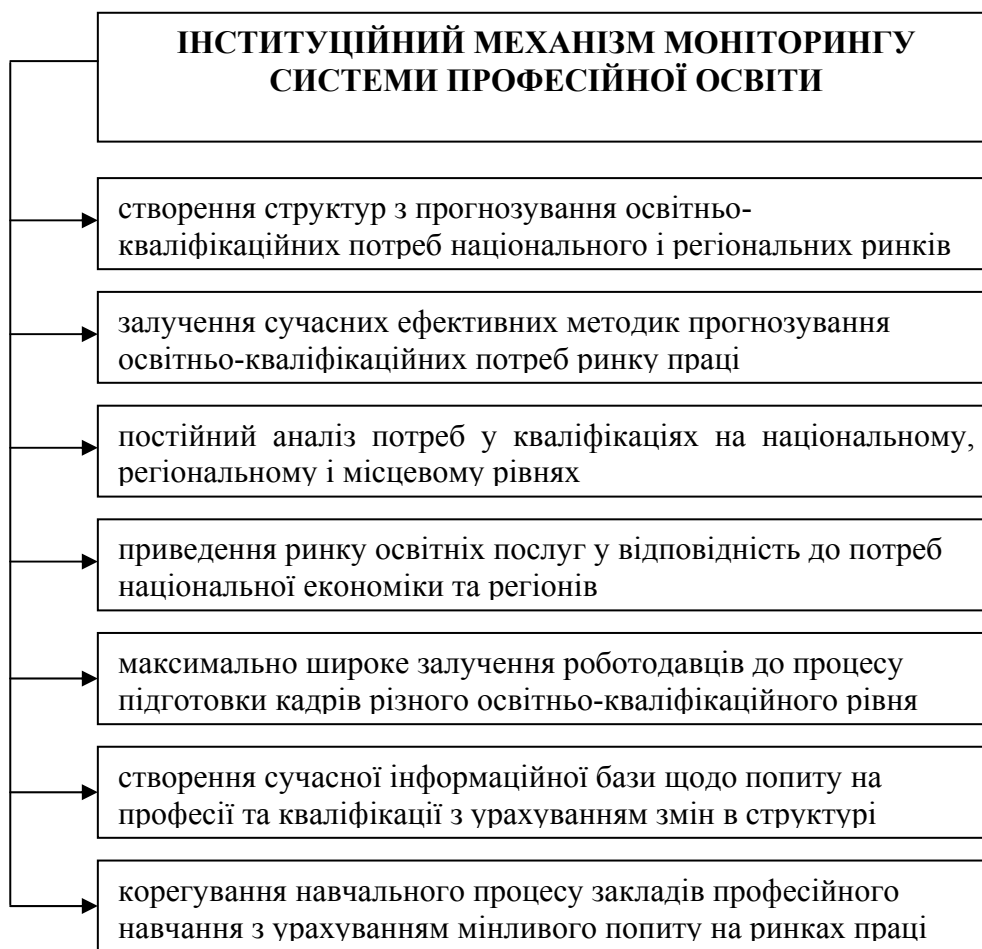 ІНСТИТУЦІЙНИЙ МЕХАНІЗМ МОНІТОРИНГУ
СИСТЕМИ ПРОФЕСІЙНОЇ ОСВІТИ
створення структур з прогнозування освітньо-
кваліфікаційних потреб національного і регіональних ринків
залучення сучасних ефективних методик прогнозування
освітньо-кваліфікаційних потреб ринку праці
постійний аналіз потреб у кваліфікаціях на національному,
регіональному і місцевому рівнях
приведення ринку освітніх послуг у відповідність до потреб
національної економіки та регіонів
максимально широке залучення роботодавців до процесу
підготовки кадрів різного освітньо-кваліфікаційного рівня
створення сучасної інформаційної бази щодо попиту на
професії та кваліфікації з урахуванням змін в структурі
корегування навчального процесу закладів професійного
навчання з урахуванням мінливого попиту на ринках праці